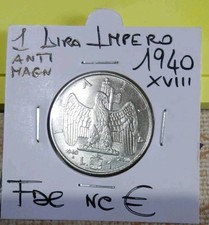 1 LIRA IMPERO
ANTI
MAGN
1940
XVIII
FDC NC €